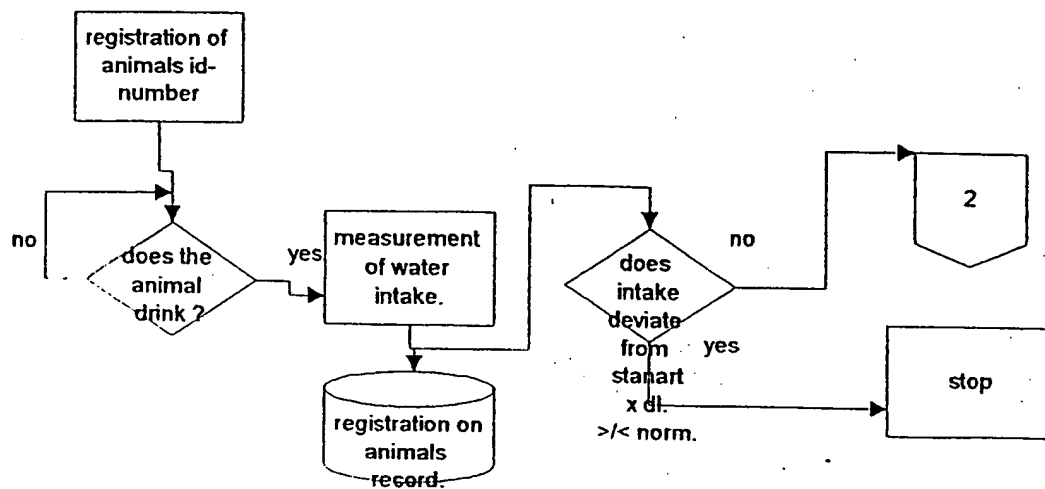 registration of
animals id-
number
no
does the
animal
drink ?
yes
measurement
of water
intake.
registration on
animals
record.
does
intake
deviate
from
stanart
x dl.
>/< norm.
no
2
yes
stop